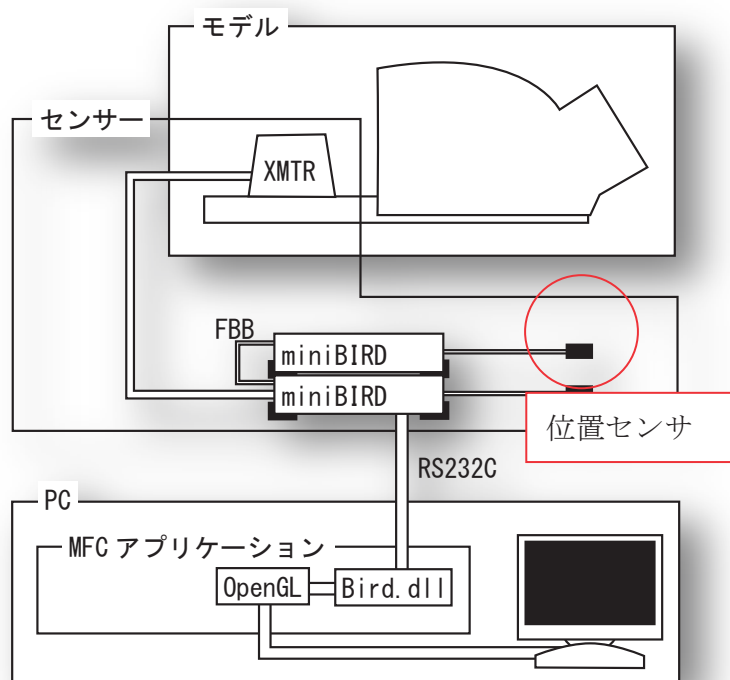 モデル
センサー
XMTR
FBB
miniBIRD
miniBIRD
位置センサ
RS232C
PC
MFC アプリケーション
OpenGL
Bird.dll